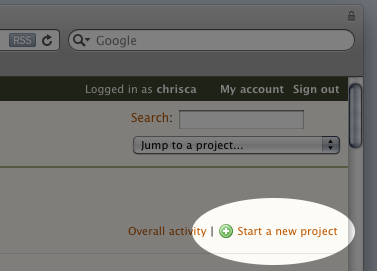 RSS Google
Logged in as chrisca My account Sign out
Search:
Jump to a project...
Overall activity | Start a new project